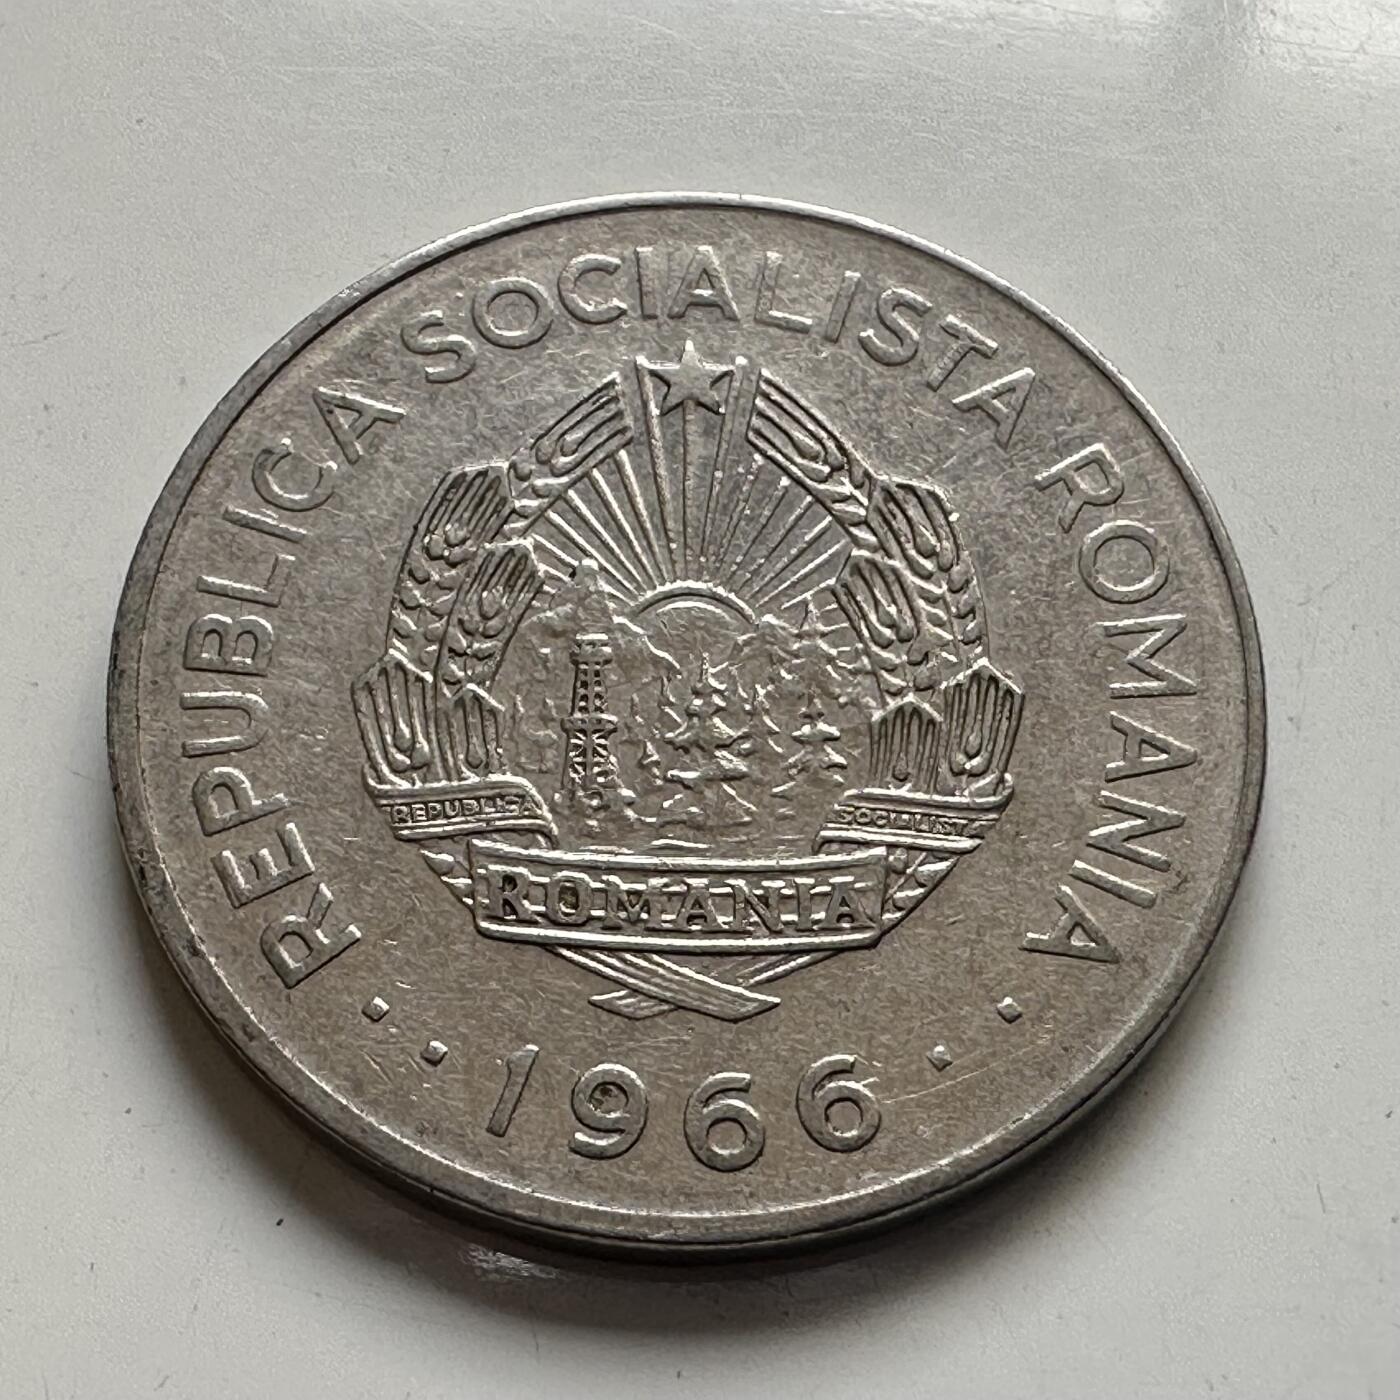 REPUBLICA SOCIALISTA ROMANIA
REPUBLICA
SOCIALISTA
ROMANIA
· · 1966 · ·